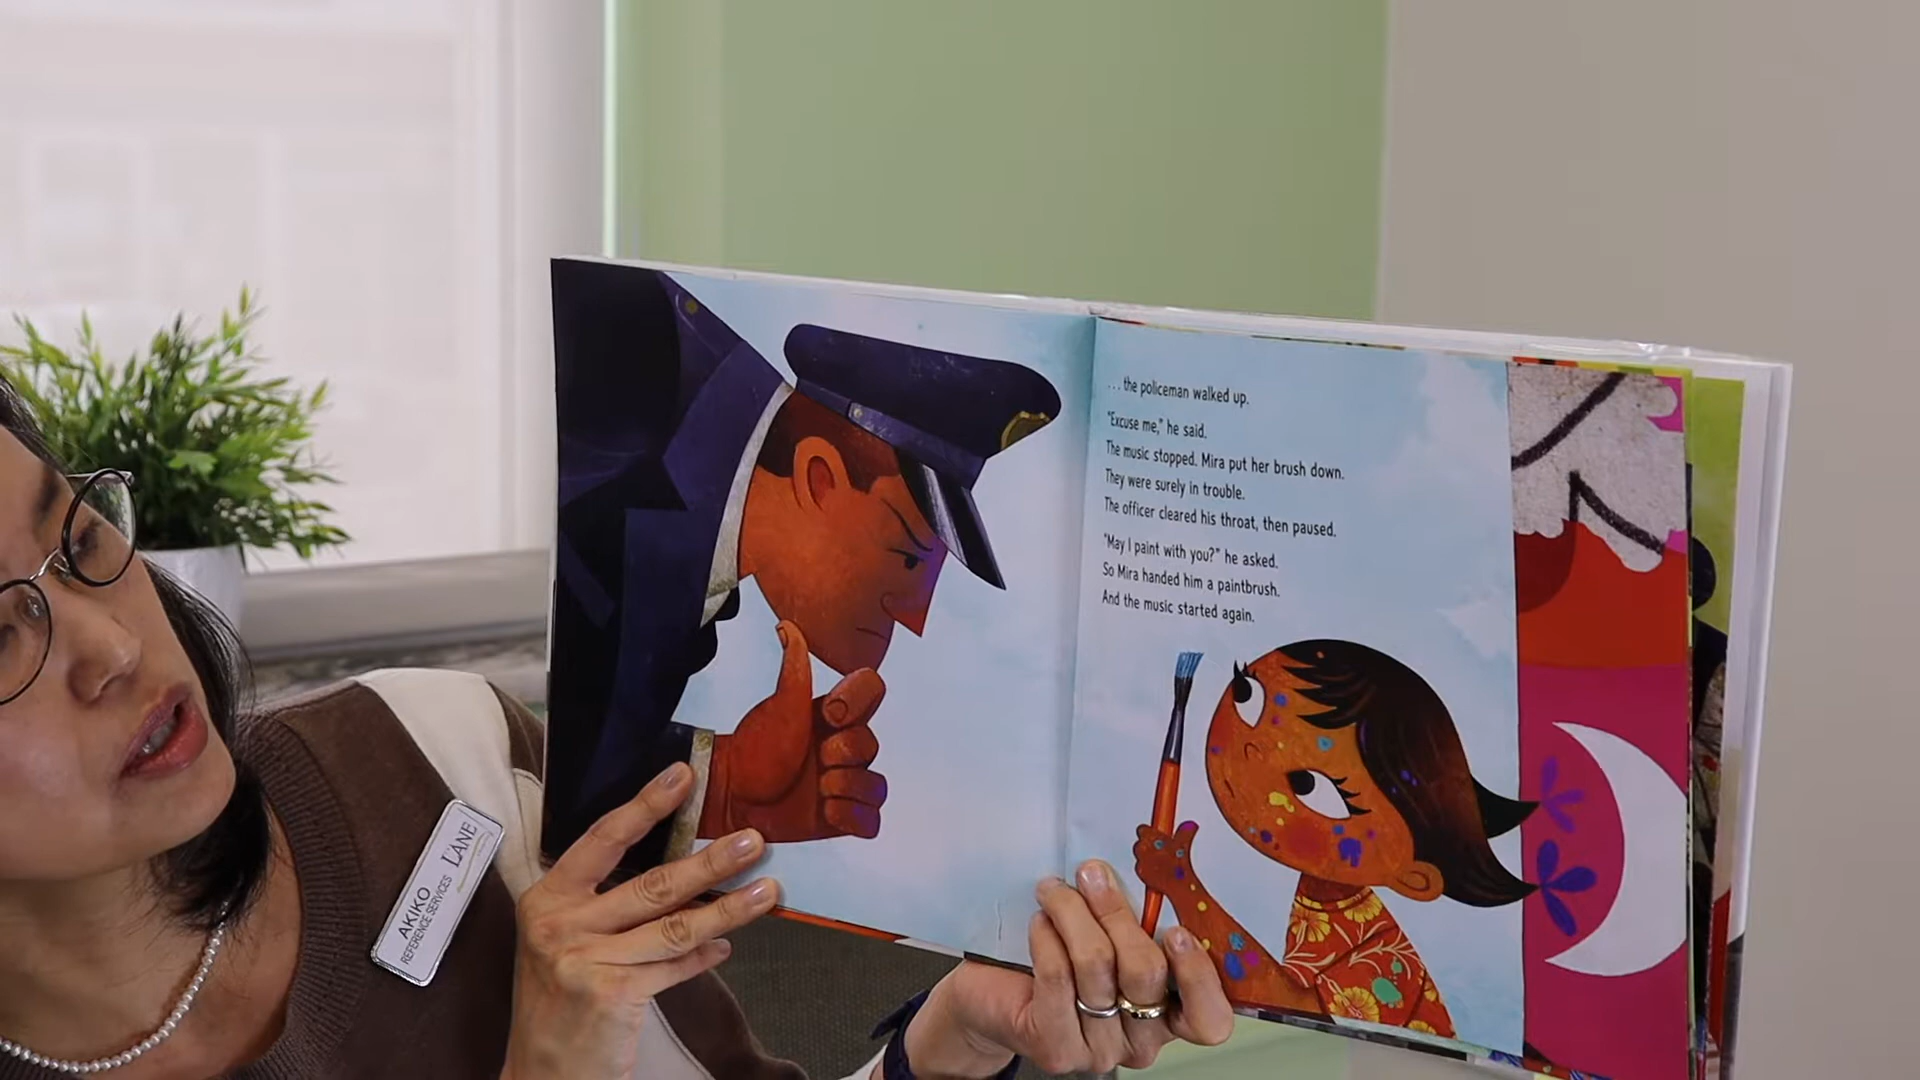 . . . the policeman walked up.
"Excuse me," he said.
The music stopped. Mira put her brush down.
They were surely in trouble.
The officer cleared his throat, then paused.
"May I paint with you?" he asked.
So Mira handed him a paintbrush.
And the music started again.
AKIKO
REFERENCE SERVICES
LANE